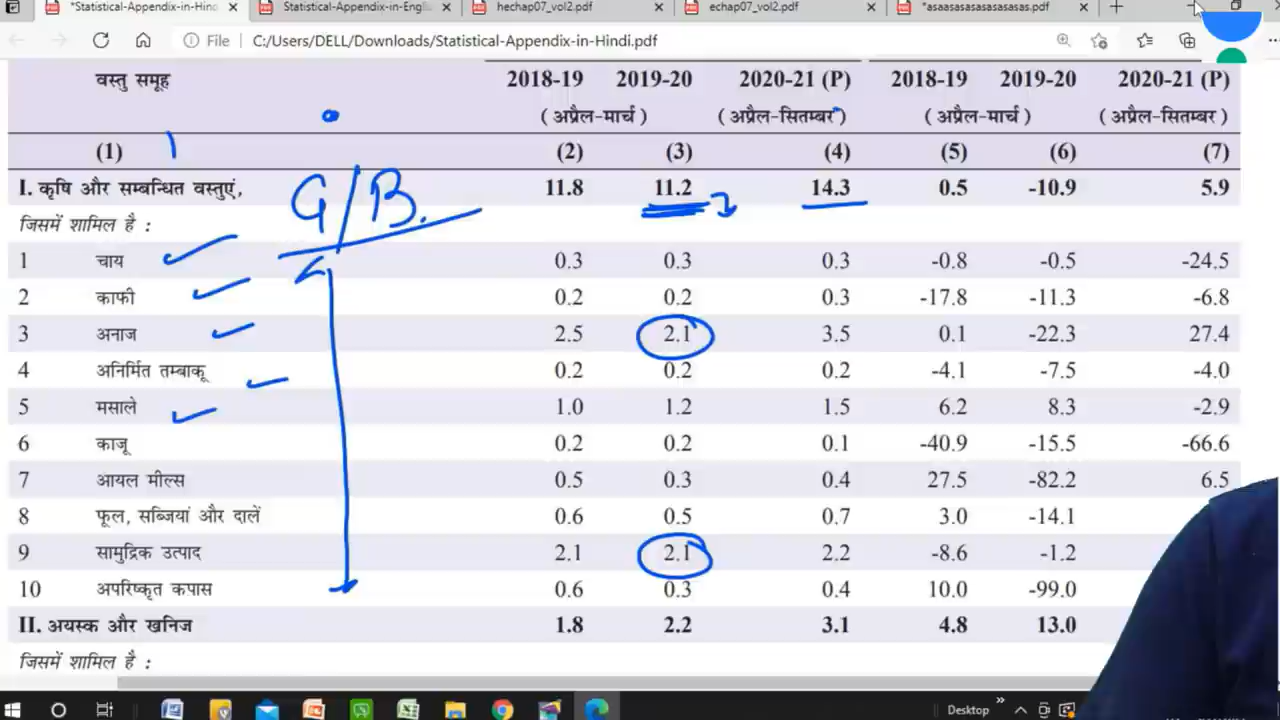 *Statistical-Appendix-in-Hind Statistical-Appendix-in-Engli hechap07_vol2.pdf echap07_vol2.pdf *asaasasasasasasas.pdf
File C:/Users/DELL/Downloads/Statistical-Appendix-in-Hindi.pdf
वस्तु समूह 2018-19 2019-20 2020-21 (P) 2018-19 2019-20 2020-21 (P)
(अप्रैल-मार्च) (अप्रैल-सितम्बर) (अप्रैल-मार्च) (अप्रैल-सितम्बर)
(1) (2) (3) (4) (5) (6) (7)
G/B.
I. कृषि और सम्बन्धित वस्तुएं, 11.8 11.2 14.3 0.5 -10.9 5.9
जिसमें शामिल है :
1 चाय 0.3 0.3 0.3 -0.8 -0.5 -24.5
2 काफी 0.2 0.2 0.3 -17.8 -11.3 -6.8
3 अनाज 2.5 2.1 3.5 0.1 -22.3 27.4
4 अनिर्मित तम्बाकू 0.2 0.2 0.2 -4.1 -7.5 -4.0
5 मसाले 1.0 1.2 1.5 6.2 8.3 -2.9
6 काजू 0.2 0.2 0.1 -40.9 -15.5 -66.6
7 आयल मील्स 0.5 0.3 0.4 27.5 -82.2 6.5
8 फूल, सब्जियां और दालें 0.6 0.5 0.7 3.0 -14.1
9 सामुद्रिक उत्पाद 2.1 2.1 2.2 -8.6 -1.2
10 अपरिष्कृत कपास 0.6 0.3 0.4 10.0 -99.0
II. अयस्क और खनिज 1.8 2.2 3.1 4.8 13.0
जिसमें शामिल है :
Desktop